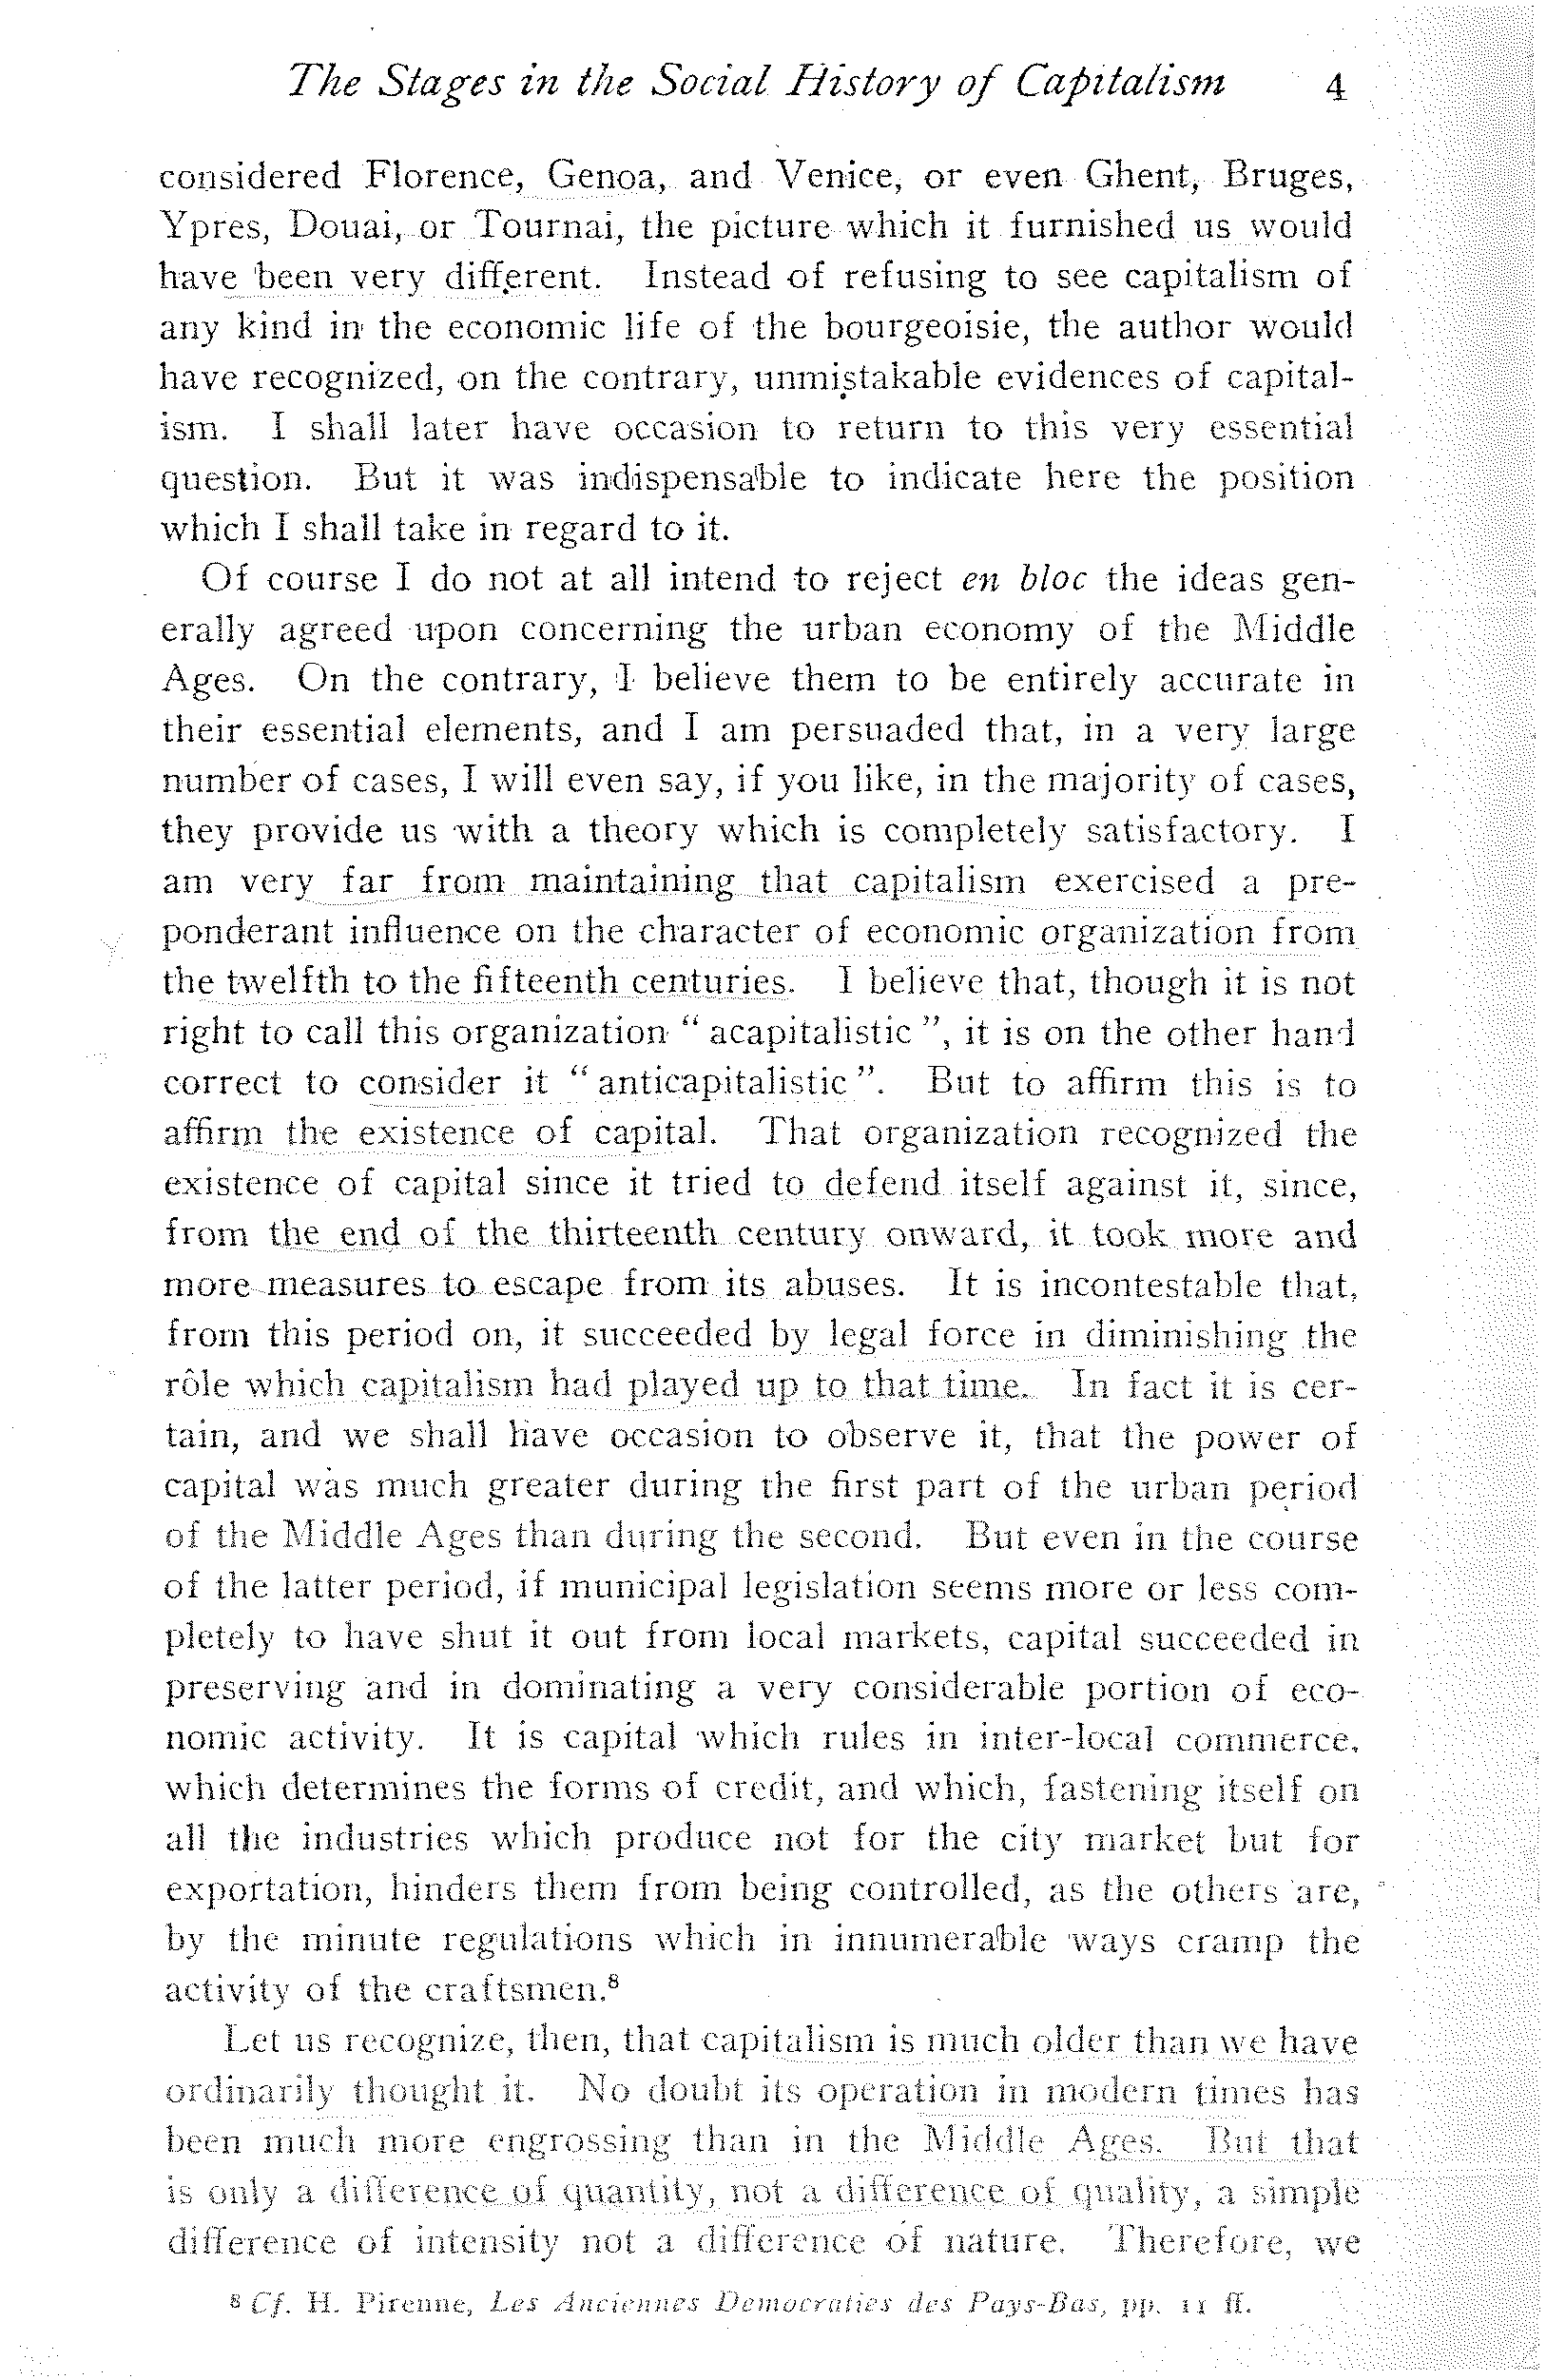 The Stages in the Social History of Capitalism 4
considered Florence, Genoa, and Venice, or even Ghent, Bruges,
Ypres, Douai, or Tournai, the picture which it furnished us would
have been very different. Instead of refusing to see capitalism of
any kind in the economic life of the bourgeoisie, the author would
have recognized, on the contrary, unmistakable evidences of capital-
ism. I shall later have occasion to return to this very essential
question. But it was indispensable to indicate here the position
which I shall take in regard to it.
Of course I do not at all intend to reject en bloc the ideas gen-
erally agreed upon concerning the urban economy of the Middle
Ages. On the contrary, I believe them to be entirely accurate in
their essential elements, and I am persuaded that, in a very large
number of cases, I will even say, if you like, in the majority of cases,
they provide us with a theory which is completely satisfactory. I
am very far from maintaining that capitalism exercised a pre-
ponderant influence on the character of economic organization from
the twelfth to the fifteenth centuries. I believe that, though it is not
right to call this organization " acapitalistic ", it is on the other hand
correct to consider it " anticapitalistic ". But to affirm this is to
affirm the existence of capital. That organization recognized the
existence of capital since it tried to defend itself against it, since,
from the end of the thirteenth century onward, it took more and
more measures to escape from its abuses. It is incontestable that,
from this period on, it succeeded by legal force in diminishing the
rôle which capitalism had played up to that time. In fact it is cer-
tain, and we shall have occasion to observe it, that the power of
capital was much greater during the first part of the urban period
of the Middle Ages than during the second. But even in the course
of the latter period, if municipal legislation seems more or less com-
pletely to have shut it out from local markets, capital succeeded in
preserving and in dominating a very considerable portion of eco-
nomic activity. It is capital which rules in inter-local commerce,
which determines the forms of credit, and which, fastening itself on
all the industries which produce not for the city market but for
exportation, hinders them from being controlled, as the others are,
by the minute regulations which in innumerable ways cramp the
activity of the craftsmen.⁸
Let us recognize, then, that capitalism is much older than we have
ordinarily thought it. No doubt its operation in modern times has
been much more engrossing than in the Middle Ages. But that
is only a difference of quantity, not a difference of quality, a simple
difference of intensity not a difference of nature. Therefore, we
⁸ Cf. H. Pirenne, Les Anciennes Democraties des Pays-Bas, pp. 11 ff.